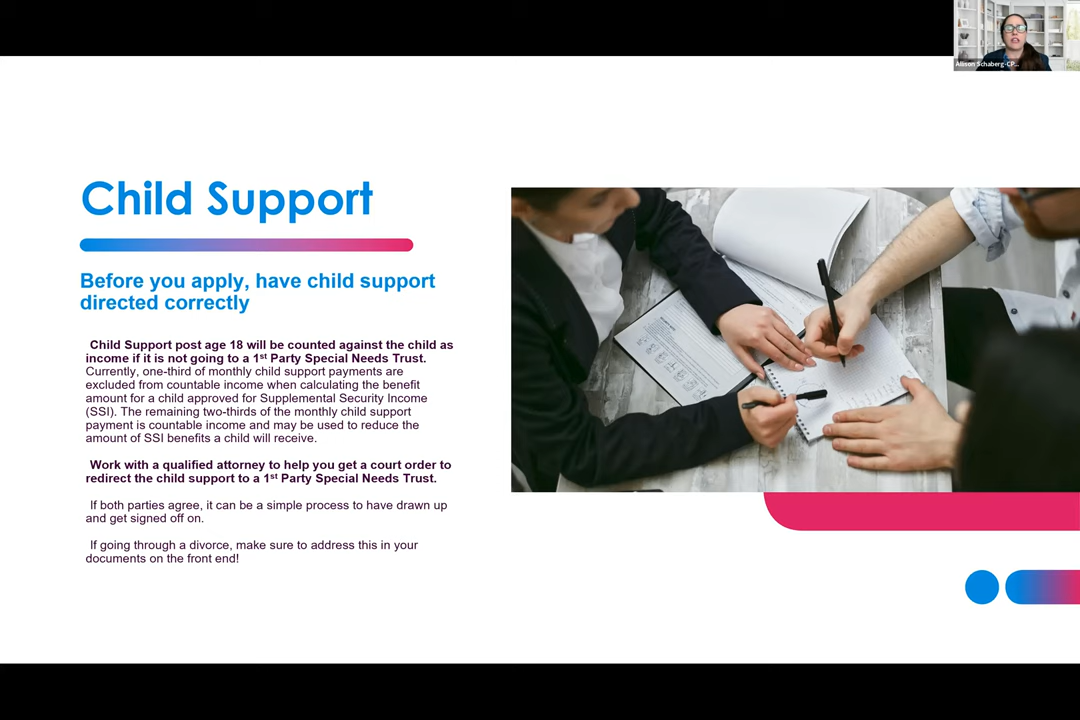 Allison Schaberg-CP...
Child Support
Before you apply, have child support
directed correctly
Child Support post age 18 will be counted against the child as
income if it is not going to a 1st Party Special Needs Trust.
Currently, one-third of monthly child support payments are
excluded from countable income when calculating the benefit
amount for a child approved for Supplemental Security Income
(SSI). The remaining two-thirds of the monthly child support
payment is countable income and may be used to reduce the
amount of SSI benefits a child will receive.
Work with a qualified attorney to help you get a court order to
redirect the child support to a 1st Party Special Needs Trust.
If both parties agree, it can be a simple process to have drawn up
and get signed off on.
If going through a divorce, make sure to address this in your
documents on the front end!